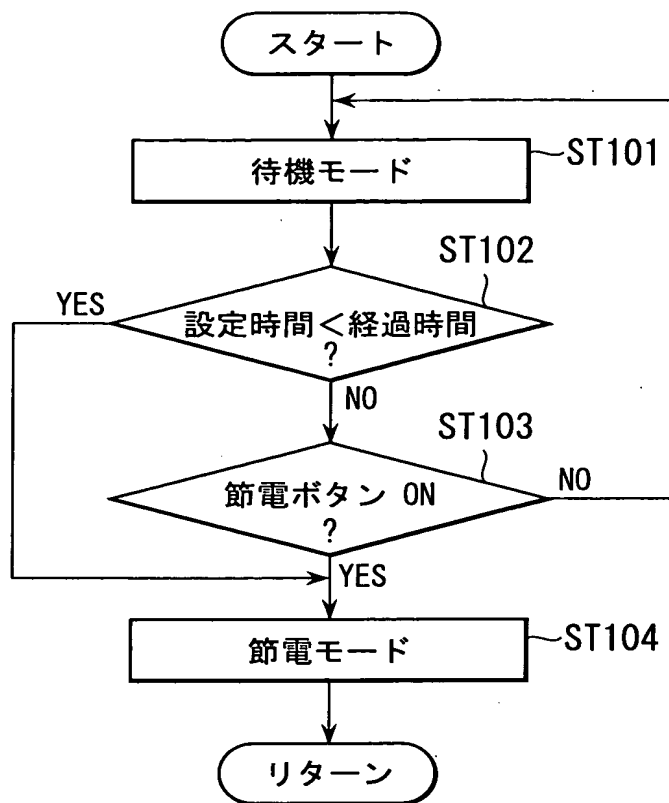 スタート
待機モード
ST101
ST102
YES
設定時間<経過時間
?
NO
ST103
節電ボタン ON
?
NO
YES
節電モード
ST104
リターン